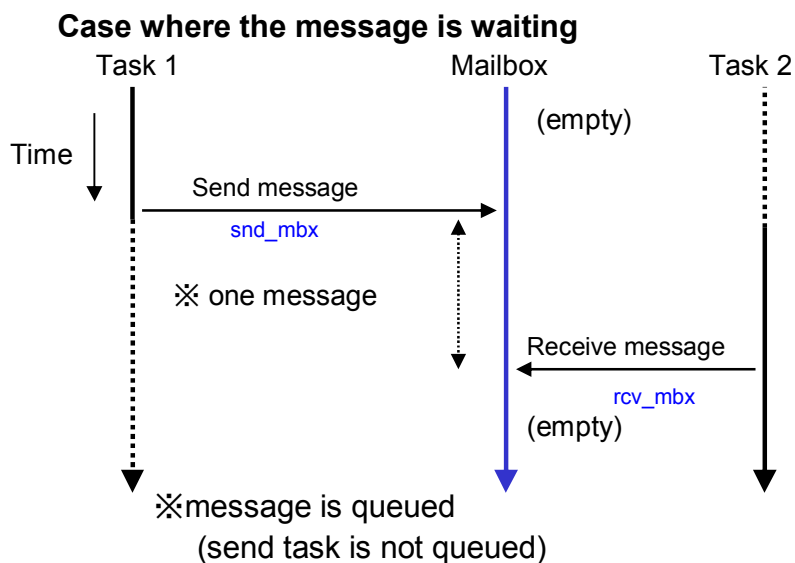 Case where the message is waiting
Task 1 Mailbox Task 2
(empty)
Time
Send message
snd_mbx
※ one message
Receive message
rcv_mbx
(empty)
※message is queued
(send task is not queued)